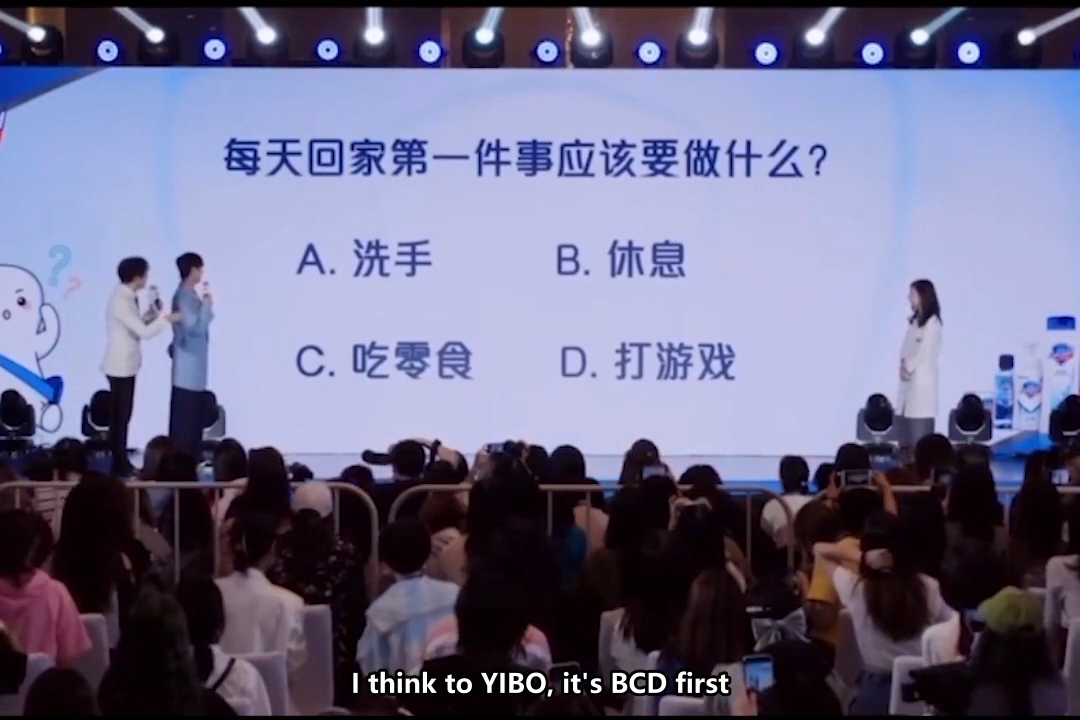 每天回家第一件事应该要做什么?
A. 洗手 B. 休息
C. 吃零食 D. 打游戏
I think to YIBO, it's BCD first